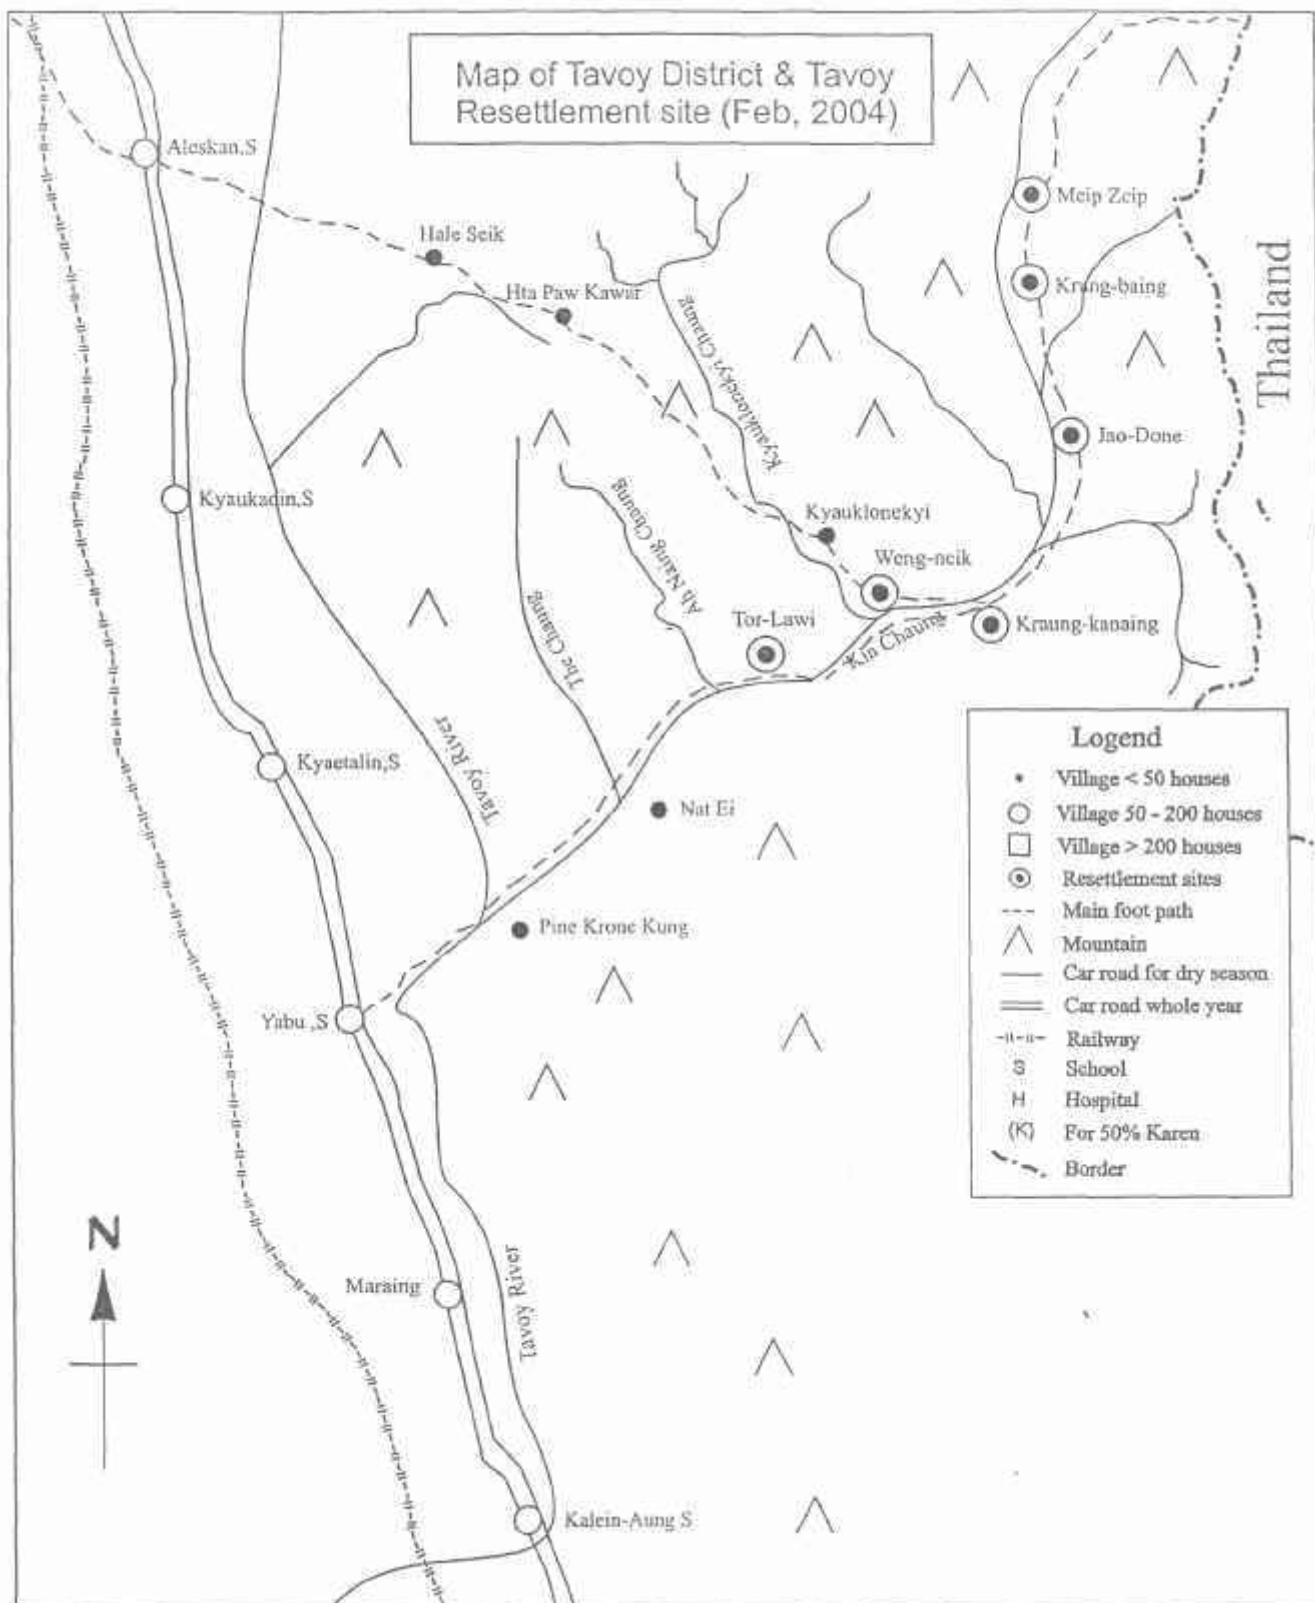 Map of Tavoy District & Tavoy
Resettlement site (Feb, 2004)
Aleskan,S
Meip Zeip
Hale Seik
Thailand
Krang-baing
Hta Paw Kawar
Kyauklonekyi Chaung
Jao-Done
Kyaukadin,S
Ah Naing Chaung
Kyauklonekyi
Weng-neik
The Chaung
Tor-Lawi
Kin Chaung
Kraung-kanaing
Tavoy River
Kyaetalin,S
Nat Ei
Pine Krone Kung
Yabu ,S
Legend
Village < 50 houses
Village 50 - 200 houses
Village > 200 houses
Resettlement sites
Main foot path
Mountain
Car road for dry season
Car road whole year
Railway
S School
H Hospital
(K) For 50% Karen
Border
N
Maraing
Tavoy River
Kalein-Aung S